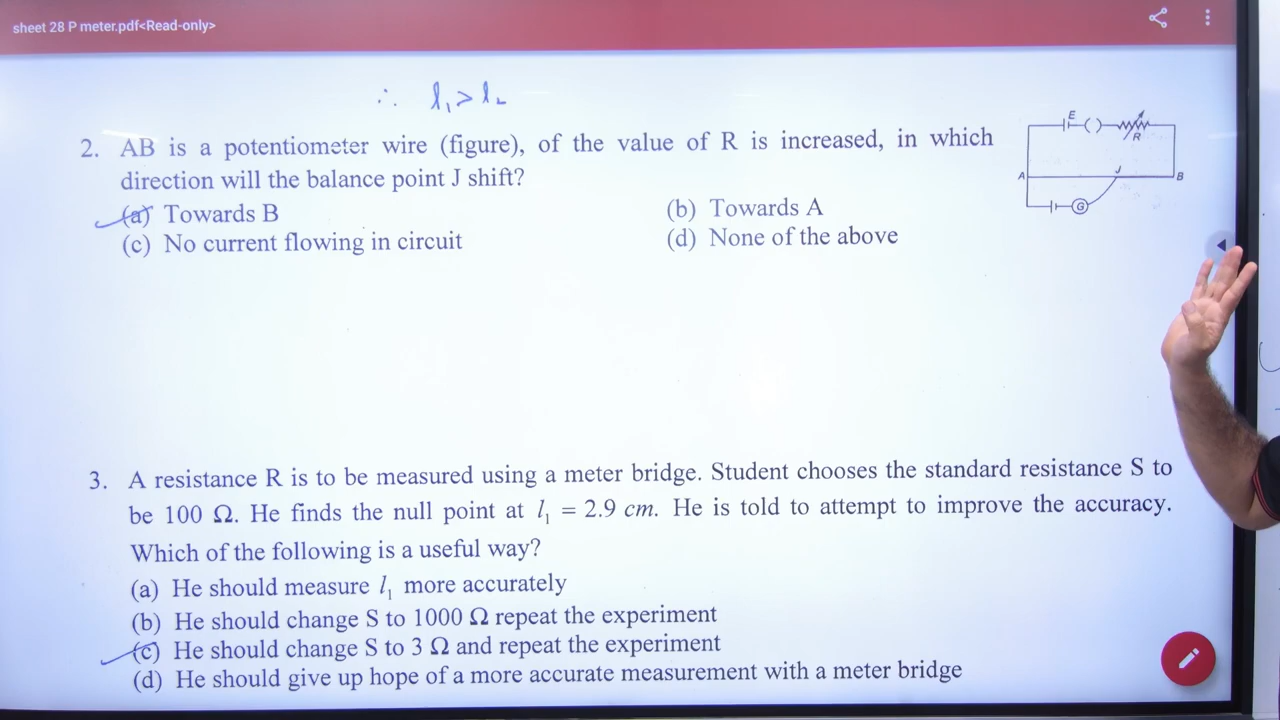 sheet 28 P meter.pdf<Read-only>
∴ l₁ > l₂
2. AB is a potentiometer wire (figure), of the value of R is increased, in which
direction will the balance point J shift?
(a) Towards B
(b) Towards A
(c) No current flowing in circuit
(d) None of the above
E
( )
R
A
J
B
G
3. A resistance R is to be measured using a meter bridge. Student chooses the standard resistance S to
be 100 Ω. He finds the null point at l₁ = 2.9 cm. He is told to attempt to improve the accuracy.
Which of the following is a useful way?
(a) He should measure l₁ more accurately
(b) He should change S to 1000 Ω repeat the experiment
(c) He should change S to 3 Ω and repeat the experiment
(d) He should give up hope of a more accurate measurement with a meter bridge